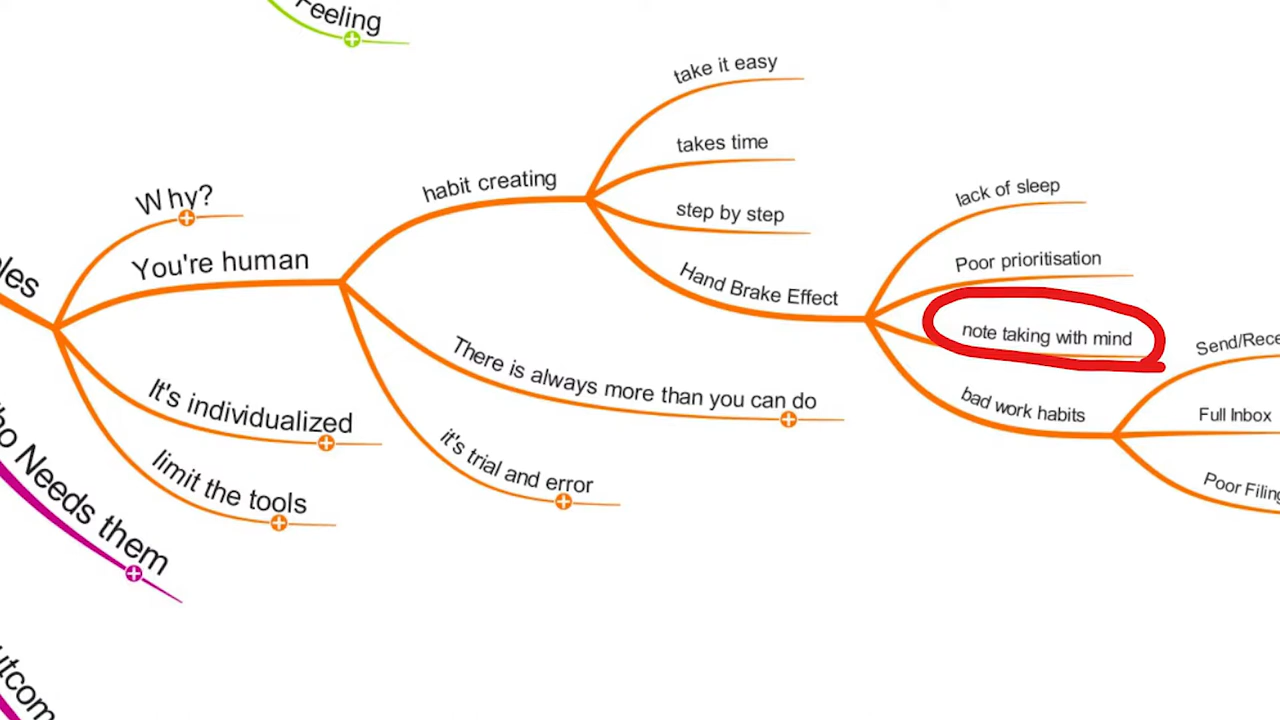 Feeling
take it easy
takes time
habit creating
step by step
Hand Brake Effect
Why?
You're human
lack of sleep
Poor prioritisation
note taking with mind
bad work habits
Full Inbox
There is always more than you can do
it's trial and error
It's individualized
limit the tools
Needs them